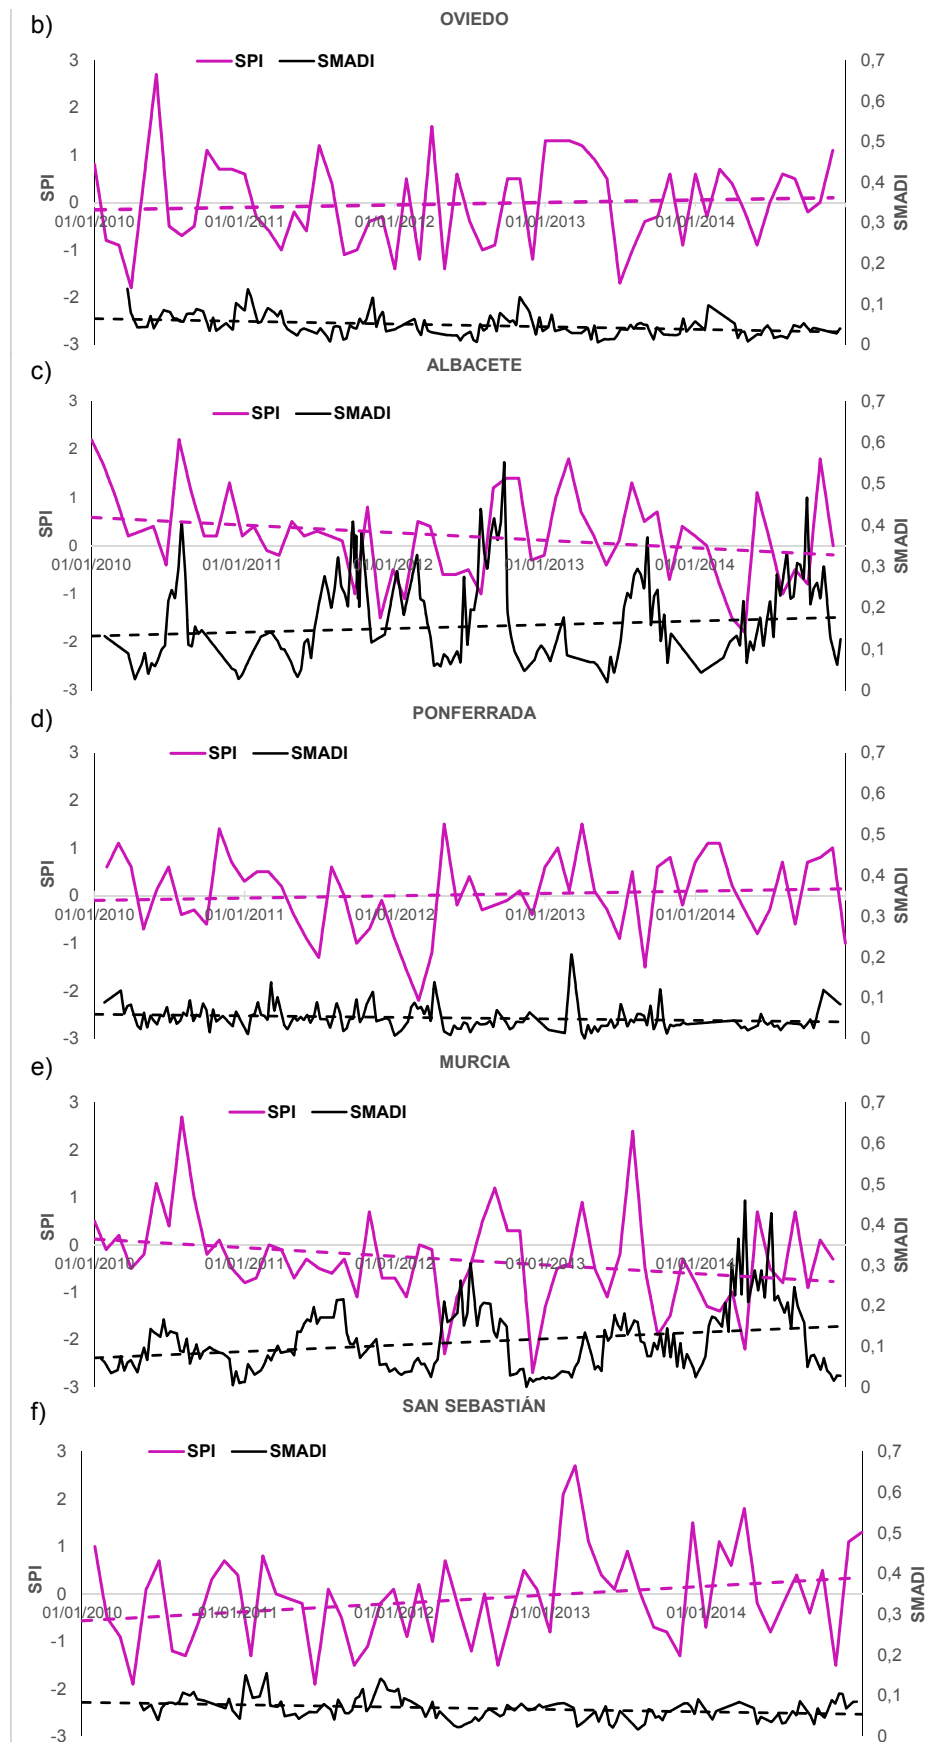 b)
OVIEDO
SPI SMADI
3 0,7
0,6
2
0,5
1
0,4
0
0,3
01/01/2010 01/01/2011 01/01/2012 01/01/2013 01/01/2014
-1
0,2
-2
0,1
-3 0
SPI
SMADI
c)
ALBACETE
SPI SMADI
3 0,7
0,6
2
0,5
1
0,4
0
0,3
01/01/2010 01/01/2011 01/01/2012 01/01/2013 01/01/2014
-1
0,2
-2
0,1
-3 0
SPI
SMADI
d)
PONFERRADA
SPI SMADI
3 0,7
0,6
2
0,5
1
0,4
0
0,3
01/01/2010 01/01/2011 01/01/2012 01/01/2013 01/01/2014
-1
0,2
-2
0,1
-3 0
SPI
SMADI
e)
MURCIA
SPI SMADI
3 0,7
0,6
2
0,5
1
0,4
0
0,3
01/01/2010 01/01/2011 01/01/2012 01/01/2013 01/01/2014
-1
0,2
-2
0,1
-3 0
SPI
SMADI
f)
SAN SEBASTIÁN
SPI SMADI
3 0,7
0,6
2
0,5
1
0,4
0
0,3
01/01/2010 01/01/2011 01/01/2012 01/01/2013 01/01/2014
-1
0,2
-2
0,1
-3 0
SPI
SMADI